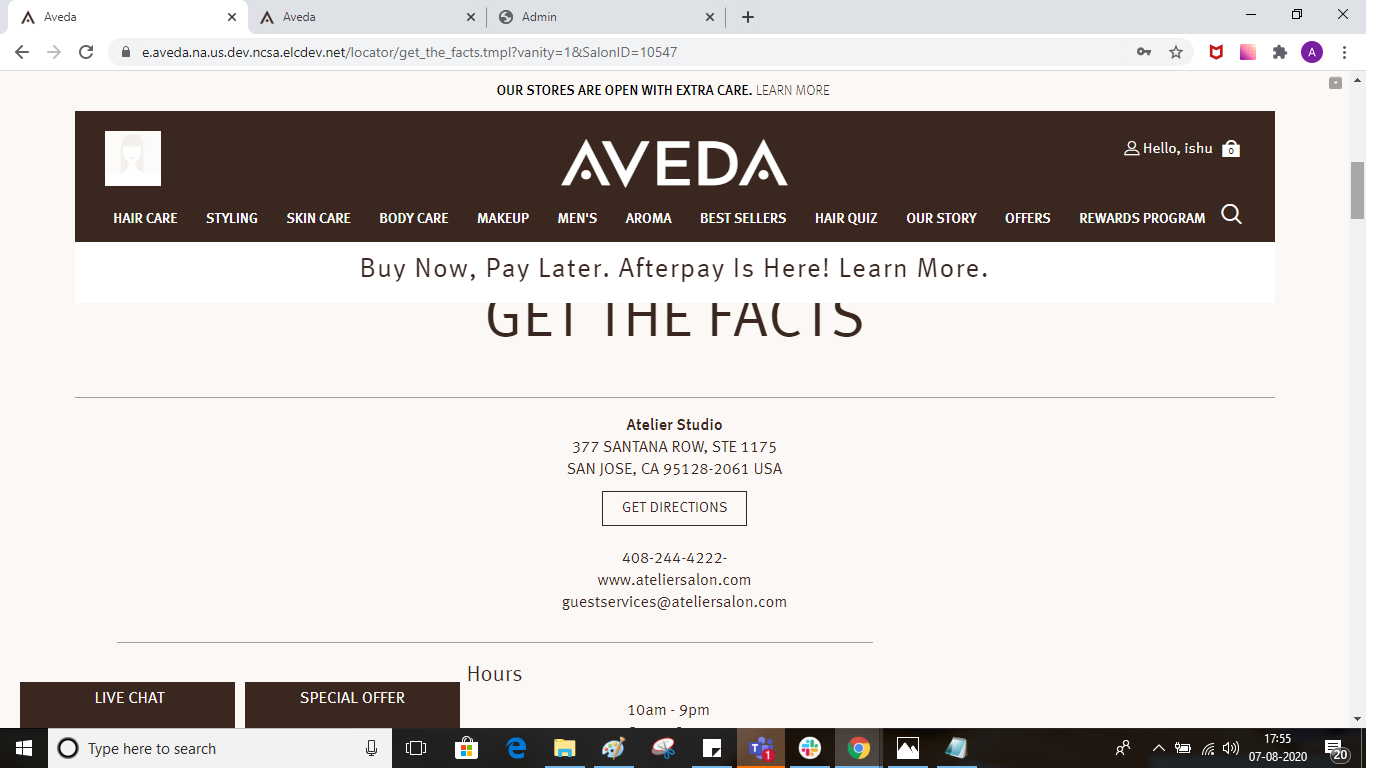 Aveda
Aveda
Admin
e.aveda.na.us.dev.ncsa.elcdev.net/locator/get_the_facts.tmpl?vanity=1&SalonID=10547
A
OUR STORES ARE OPEN WITH EXTRA CARE. LEARN MORE
AVEDA
Hello, ishu
0
HAIR CARE STYLING SKIN CARE BODY CARE MAKEUP MEN'S AROMA BEST SELLERS HAIR QUIZ OUR STORY OFFERS REWARDS PROGRAM
Buy Now, Pay Later. Afterpay Is Here! Learn More.
GET THE FACTS
Atelier Studio
377 SANTANA ROW, STE 1175
SAN JOSE, CA 95128-2061 USA
GET DIRECTIONS
408-244-4222-
www.ateliersalon.com
guestservices@ateliersalon.com
Hours
LIVE CHAT
SPECIAL OFFER
10am - 9pm
Type here to search
1
17:55
07-08-2020
20